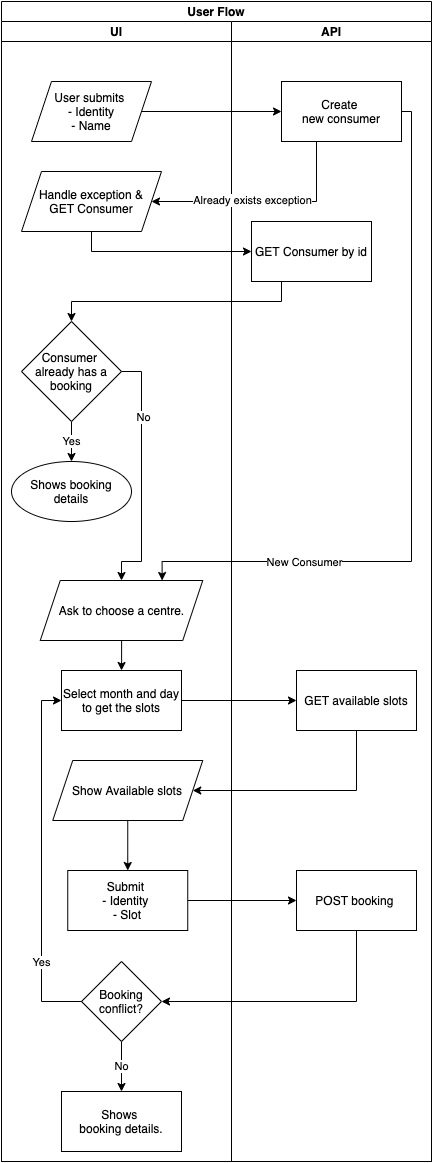 User Flow
UI
API
User submits
- Identity
- Name
Create
new consumer
Handle exception &
GET Consumer
Already exists exception
GET Consumer by id
Consumer
already has a
booking
No
Yes
Shows booking
details
New Consumer
Ask to choose a centre.
Select month and day
to get the slots
GET available slots
Show Available slots
Submit
- Identity
- Slot
POST booking
Yes
Booking
conflict?
No
Shows
booking details.